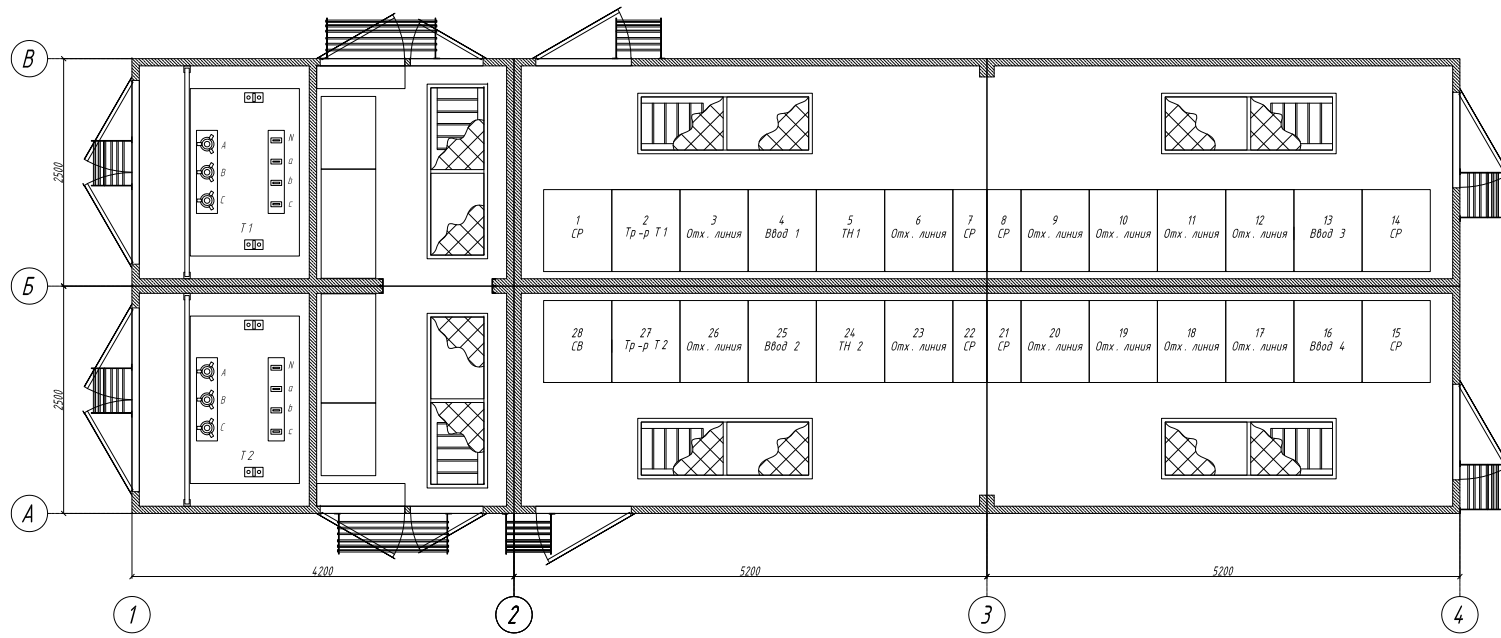 В
2500
A
B
C
N
a
b
c
Т1
1
СР
2
Тр-р Т1
3
Отх. линия
4
Ввод 1
5
ТН1
6
Отх. линия
7
СР
8
СР
9
Отх. линия
10
Отх. линия
11
Отх. линия
12
Отх. линия
13
Ввод 3
14
СР
Б
2500
A
B
C
N
a
b
c
Т2
28
СВ
27
Тр-р Т2
26
Отх. линия
25
Ввод 2
24
ТН 2
23
Отх. линия
22
СР
21
СР
20
Отх. линия
19
Отх. линия
18
Отх. линия
17
Отх. линия
16
Ввод 4
15
СР
А
4200
5200
5200
1
2
3
4